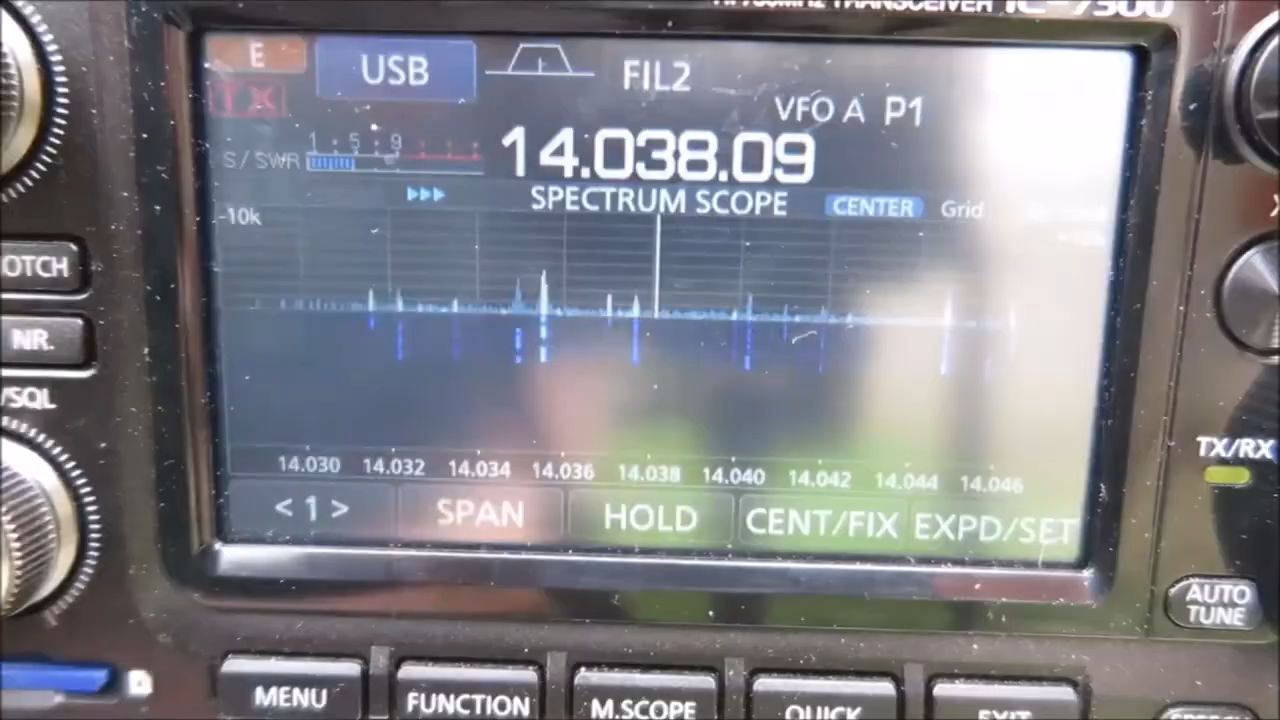 HF/50MHz TRANSCEIVER IC-7300
E
USB
FIL2
TX
VFO A P1
1 5 9
S/SWR
14.038.09
SPECTRUM SCOPE CENTER Grid
-10k
OTCH
NR
/SQL
14.030 14.032 14.034 14.036 14.038 14.040 14.042 14.044 14.046
TX/RX
< 1 > SPAN HOLD CENT/FIX EXPD/SET
AUTO
TUNE
MENU FUNCTION M.SCOPE QUICK EXIT